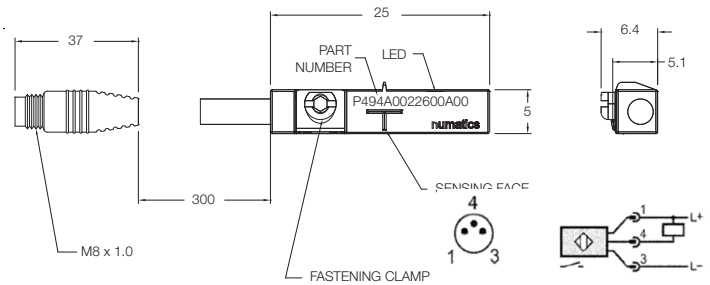 37
25
6.4
5.1
PART
NUMBER
LED
P494A0022600A00
numatics
5
300
SENSING FACE
M8 x 1.0
FASTENING CLAMP
4
1 3
1
L+
4
3
L-